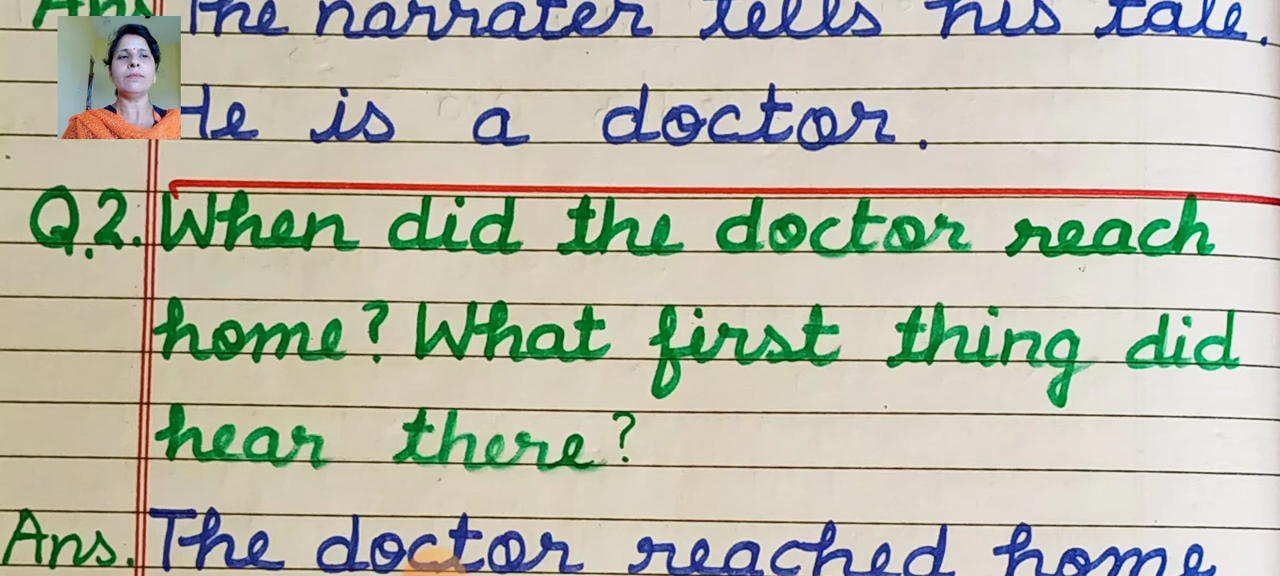 Ans The narrater tells his tale.
He is a doctor.
Q.2. When did the doctor reach
home? What first thing did
hear there?
Ans. The doctor reached home